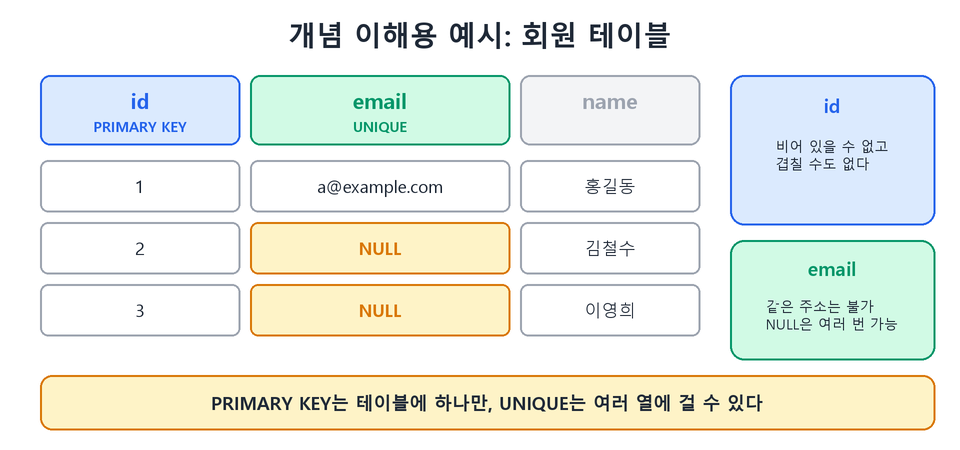 개념 이해용 예시: 회원 테이블
id
PRIMARY KEY
email
UNIQUE
name
1
a@example.com
홍길동
2
NULL
김철수
3
NULL
이영희
id
비어 있을 수 없고
겹칠 수도 없다
email
같은 주소는 불가
NULL은 여러 번 가능
PRIMARY KEY는 테이블에 하나만, UNIQUE는 여러 열에 걸 수 있다